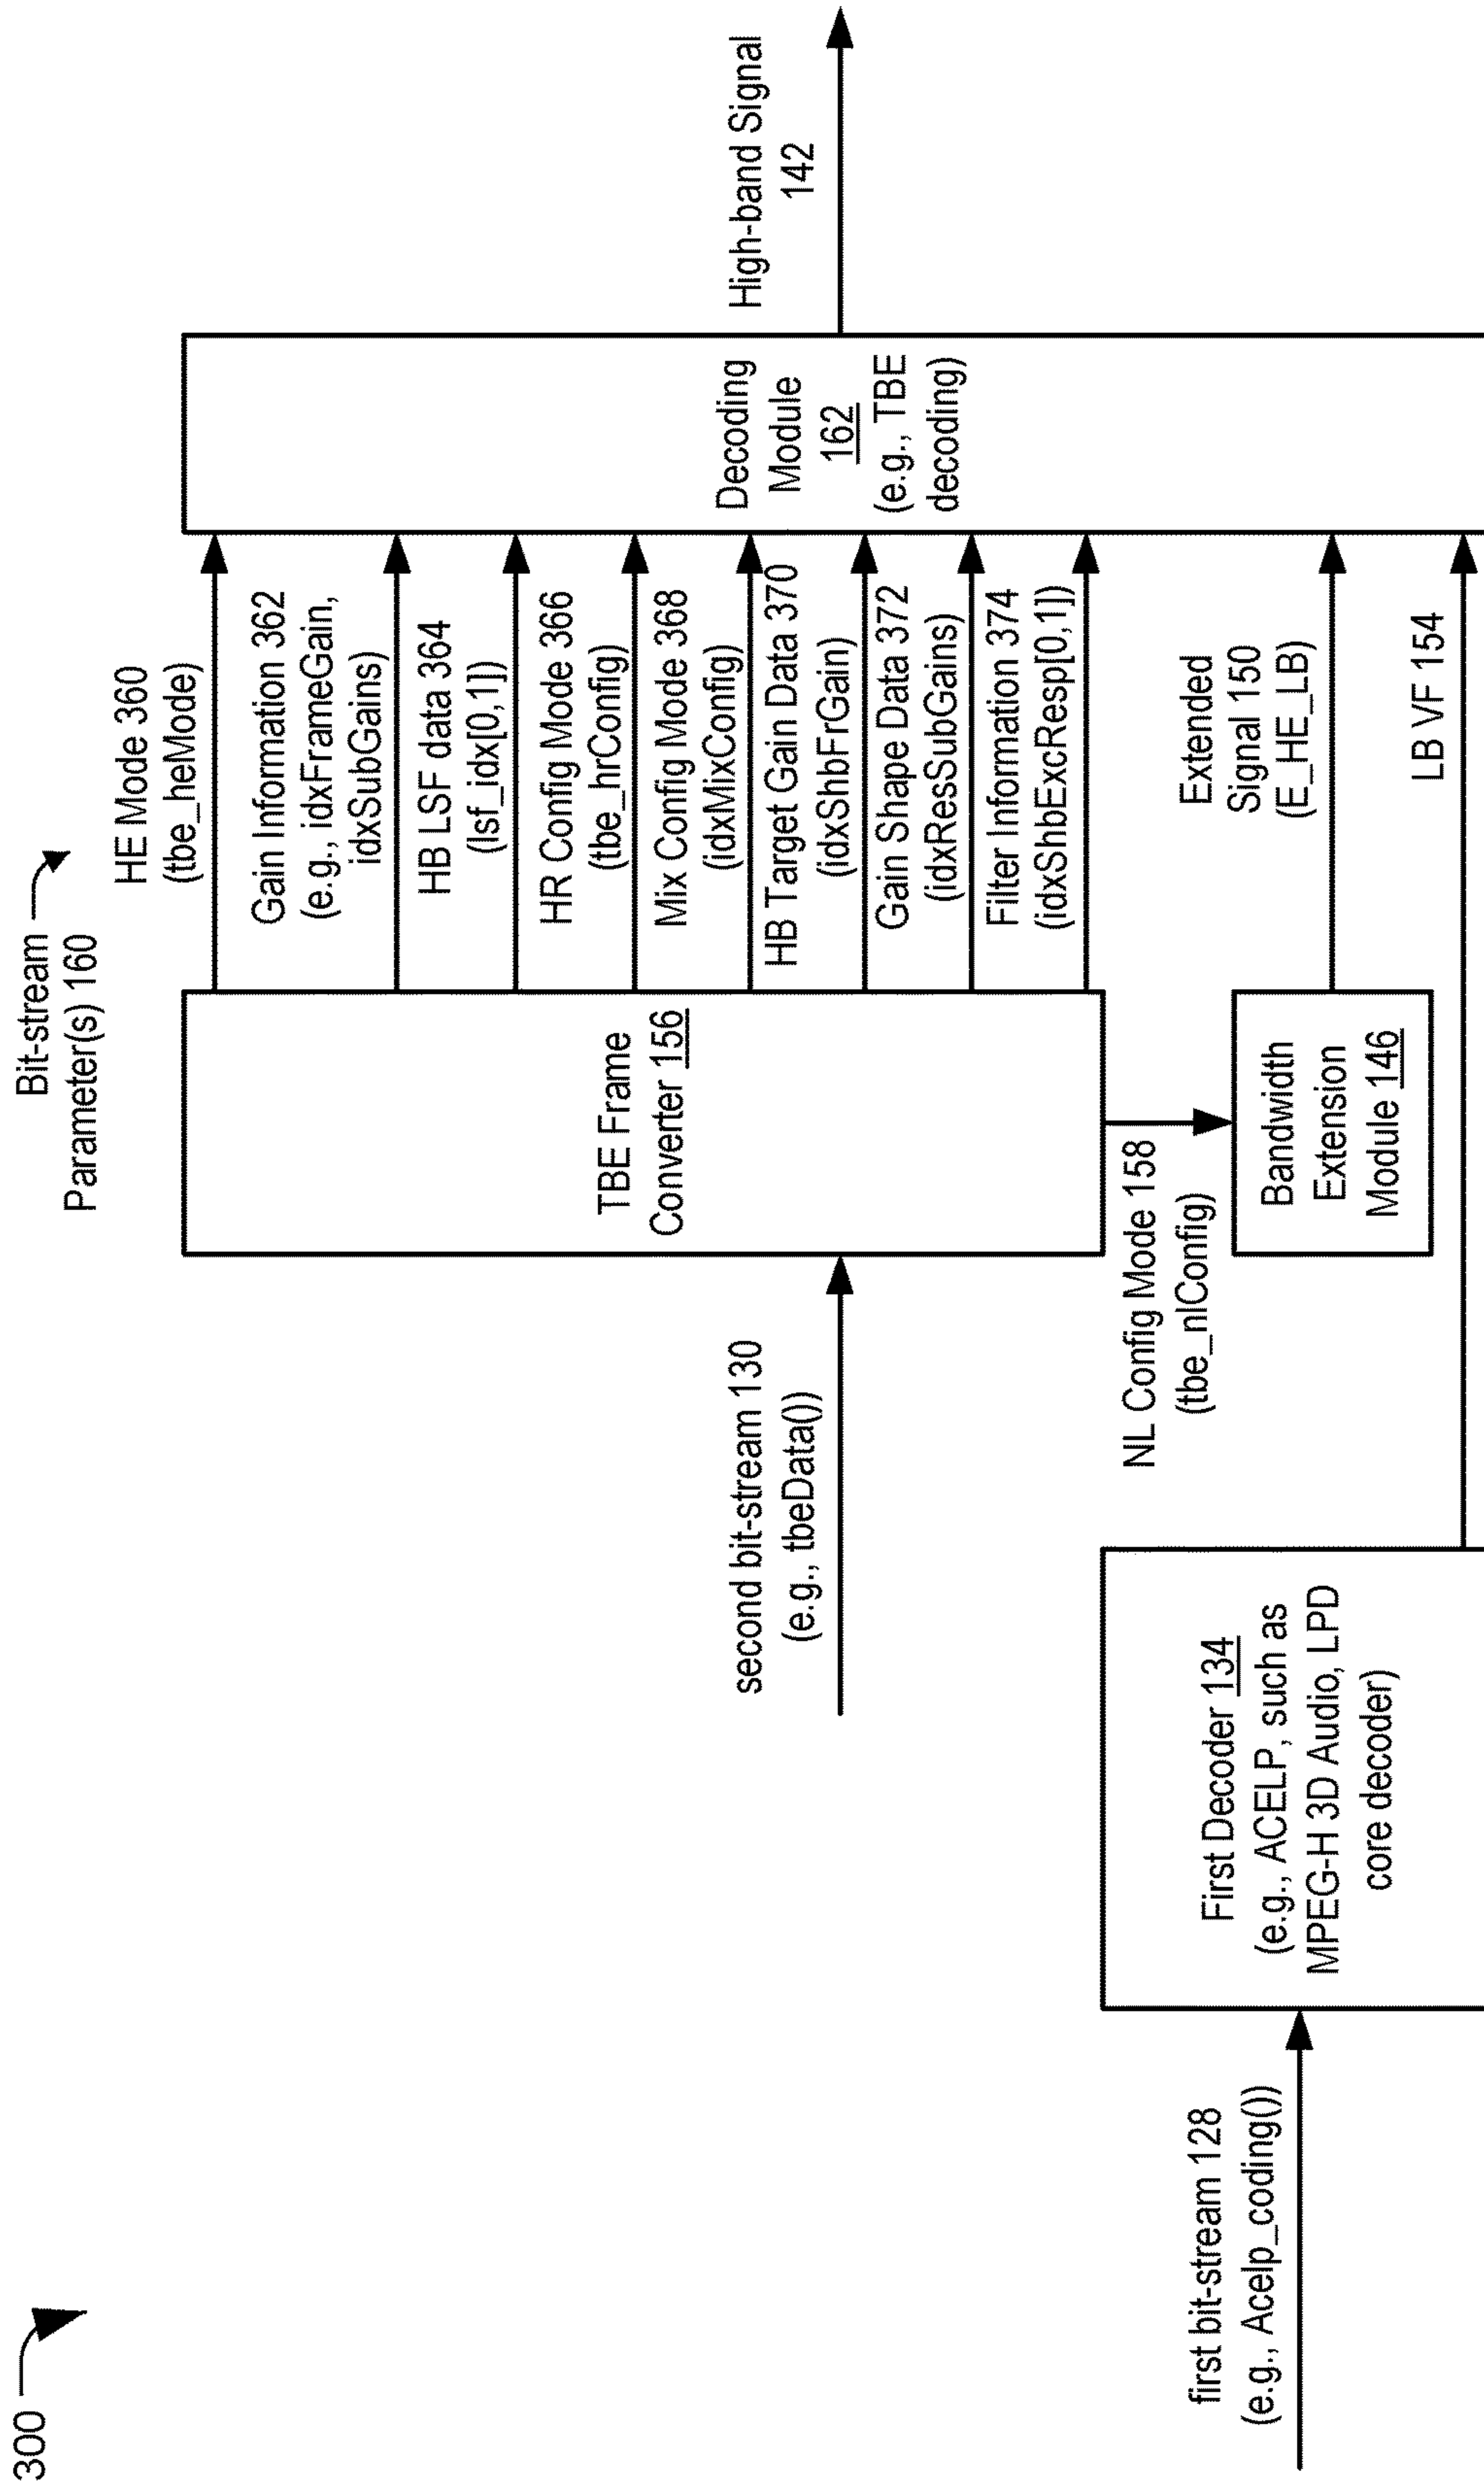 300
Bit-stream
Parameter(s) 160
HE Mode 360
(tbe_heMode)
Gain Information 362
(e.g., idxFrameGain,
idxSubGains)
HB LSF data 364
(lsf_idx[0,1])
HR Config Mode 366
(tbe_hrConfig)
Mix Config Mode 368
(idxMixConfig)
HB Target Gain Data 370
(idxShbFrGain)
Gain Shape Data 372
(idxResSubGains)
Filter Information 374
(idxShbExcResp[0,1])
second bit-stream 130
(e.g., tbeData())
TBE Frame
Converter 156
Decoding
Module
162
(e.g., TBE
decoding)
High-band Signal
142
NL Config Mode 158
(tbe_nlConfig)
Bandwidth
Extension
Module 146
Extended
Signal 150
(E_HE_LB)
first bit-stream 128
(e.g., Acelp_coding())
First Decoder 134
(e.g., ACELP, such as
MPEG-H 3D Audio, LPD
core decoder)
LB VF 154